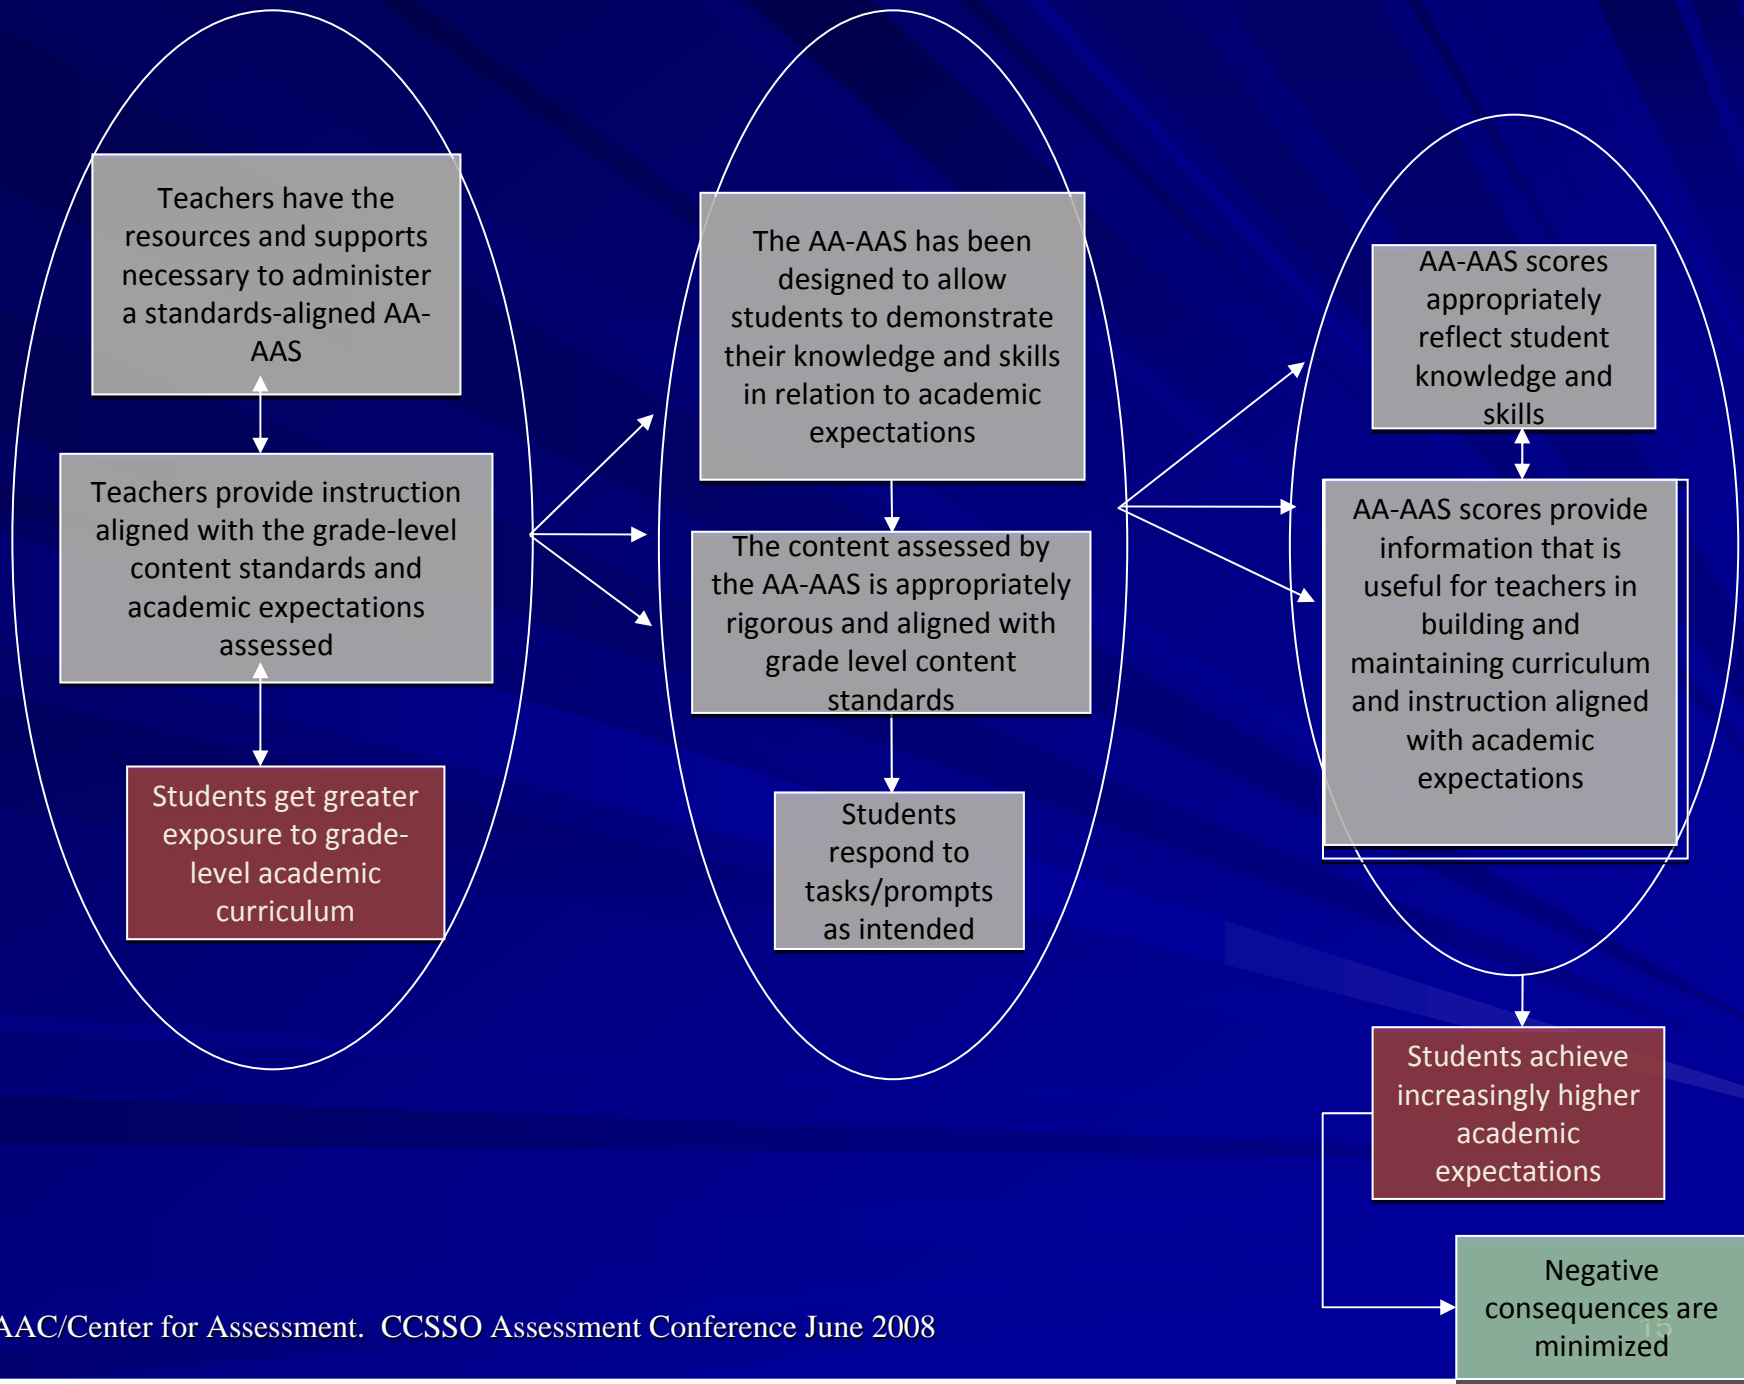 Teachers have the
resources and supports
necessary to administer
a standards-aligned AA-
AAS
Teachers provide instruction
aligned with the grade-level
content standards and
academic expectations
assessed
Students get greater
exposure to grade-
level academic
curriculum
The AA-AAS has been
designed to allow
students to demonstrate
their knowledge and skills
in relation to academic
expectations
The content assessed by
the AA-AAS is appropriately
rigorous and aligned with
grade level content
standards
Students
respond to
tasks/prompts
as intended
AA-AAS scores
appropriately
reflect student
knowledge and
skills
AA-AAS scores provide
information that is
useful for teachers in
building and
maintaining curriculum
and instruction aligned
with academic
expectations
Students achieve
increasingly higher
academic
expectations
Negative
consequences are
minimized
15
AAC/Center for Assessment. CCSSO Assessment Conference June 2008